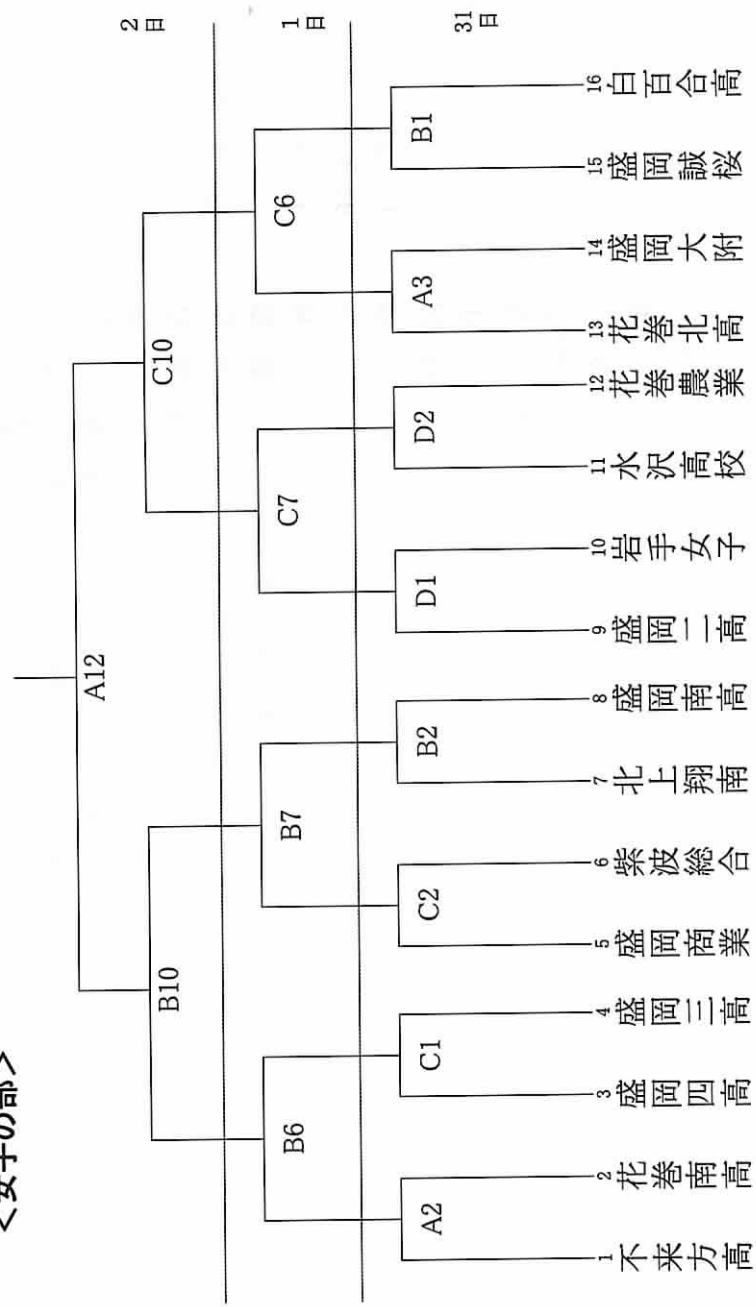 <女子の部>
2日
1日
31日
A12
B10
C10
B6
B7
C7
C6
A2
C1
C2
B2
D1
D2
A3
B1
1 不来方高
2 花巻南高
3 盛岡四高
4 盛岡三高
5 盛岡商業
6 紫波総合
7 北上翔南
8 盛岡南高
9 盛岡二高
10 岩手女子
11 水沢高校
12 花巻農業
13 花巻北高
14 盛岡大附
15 盛岡誠桜
16 白百合高